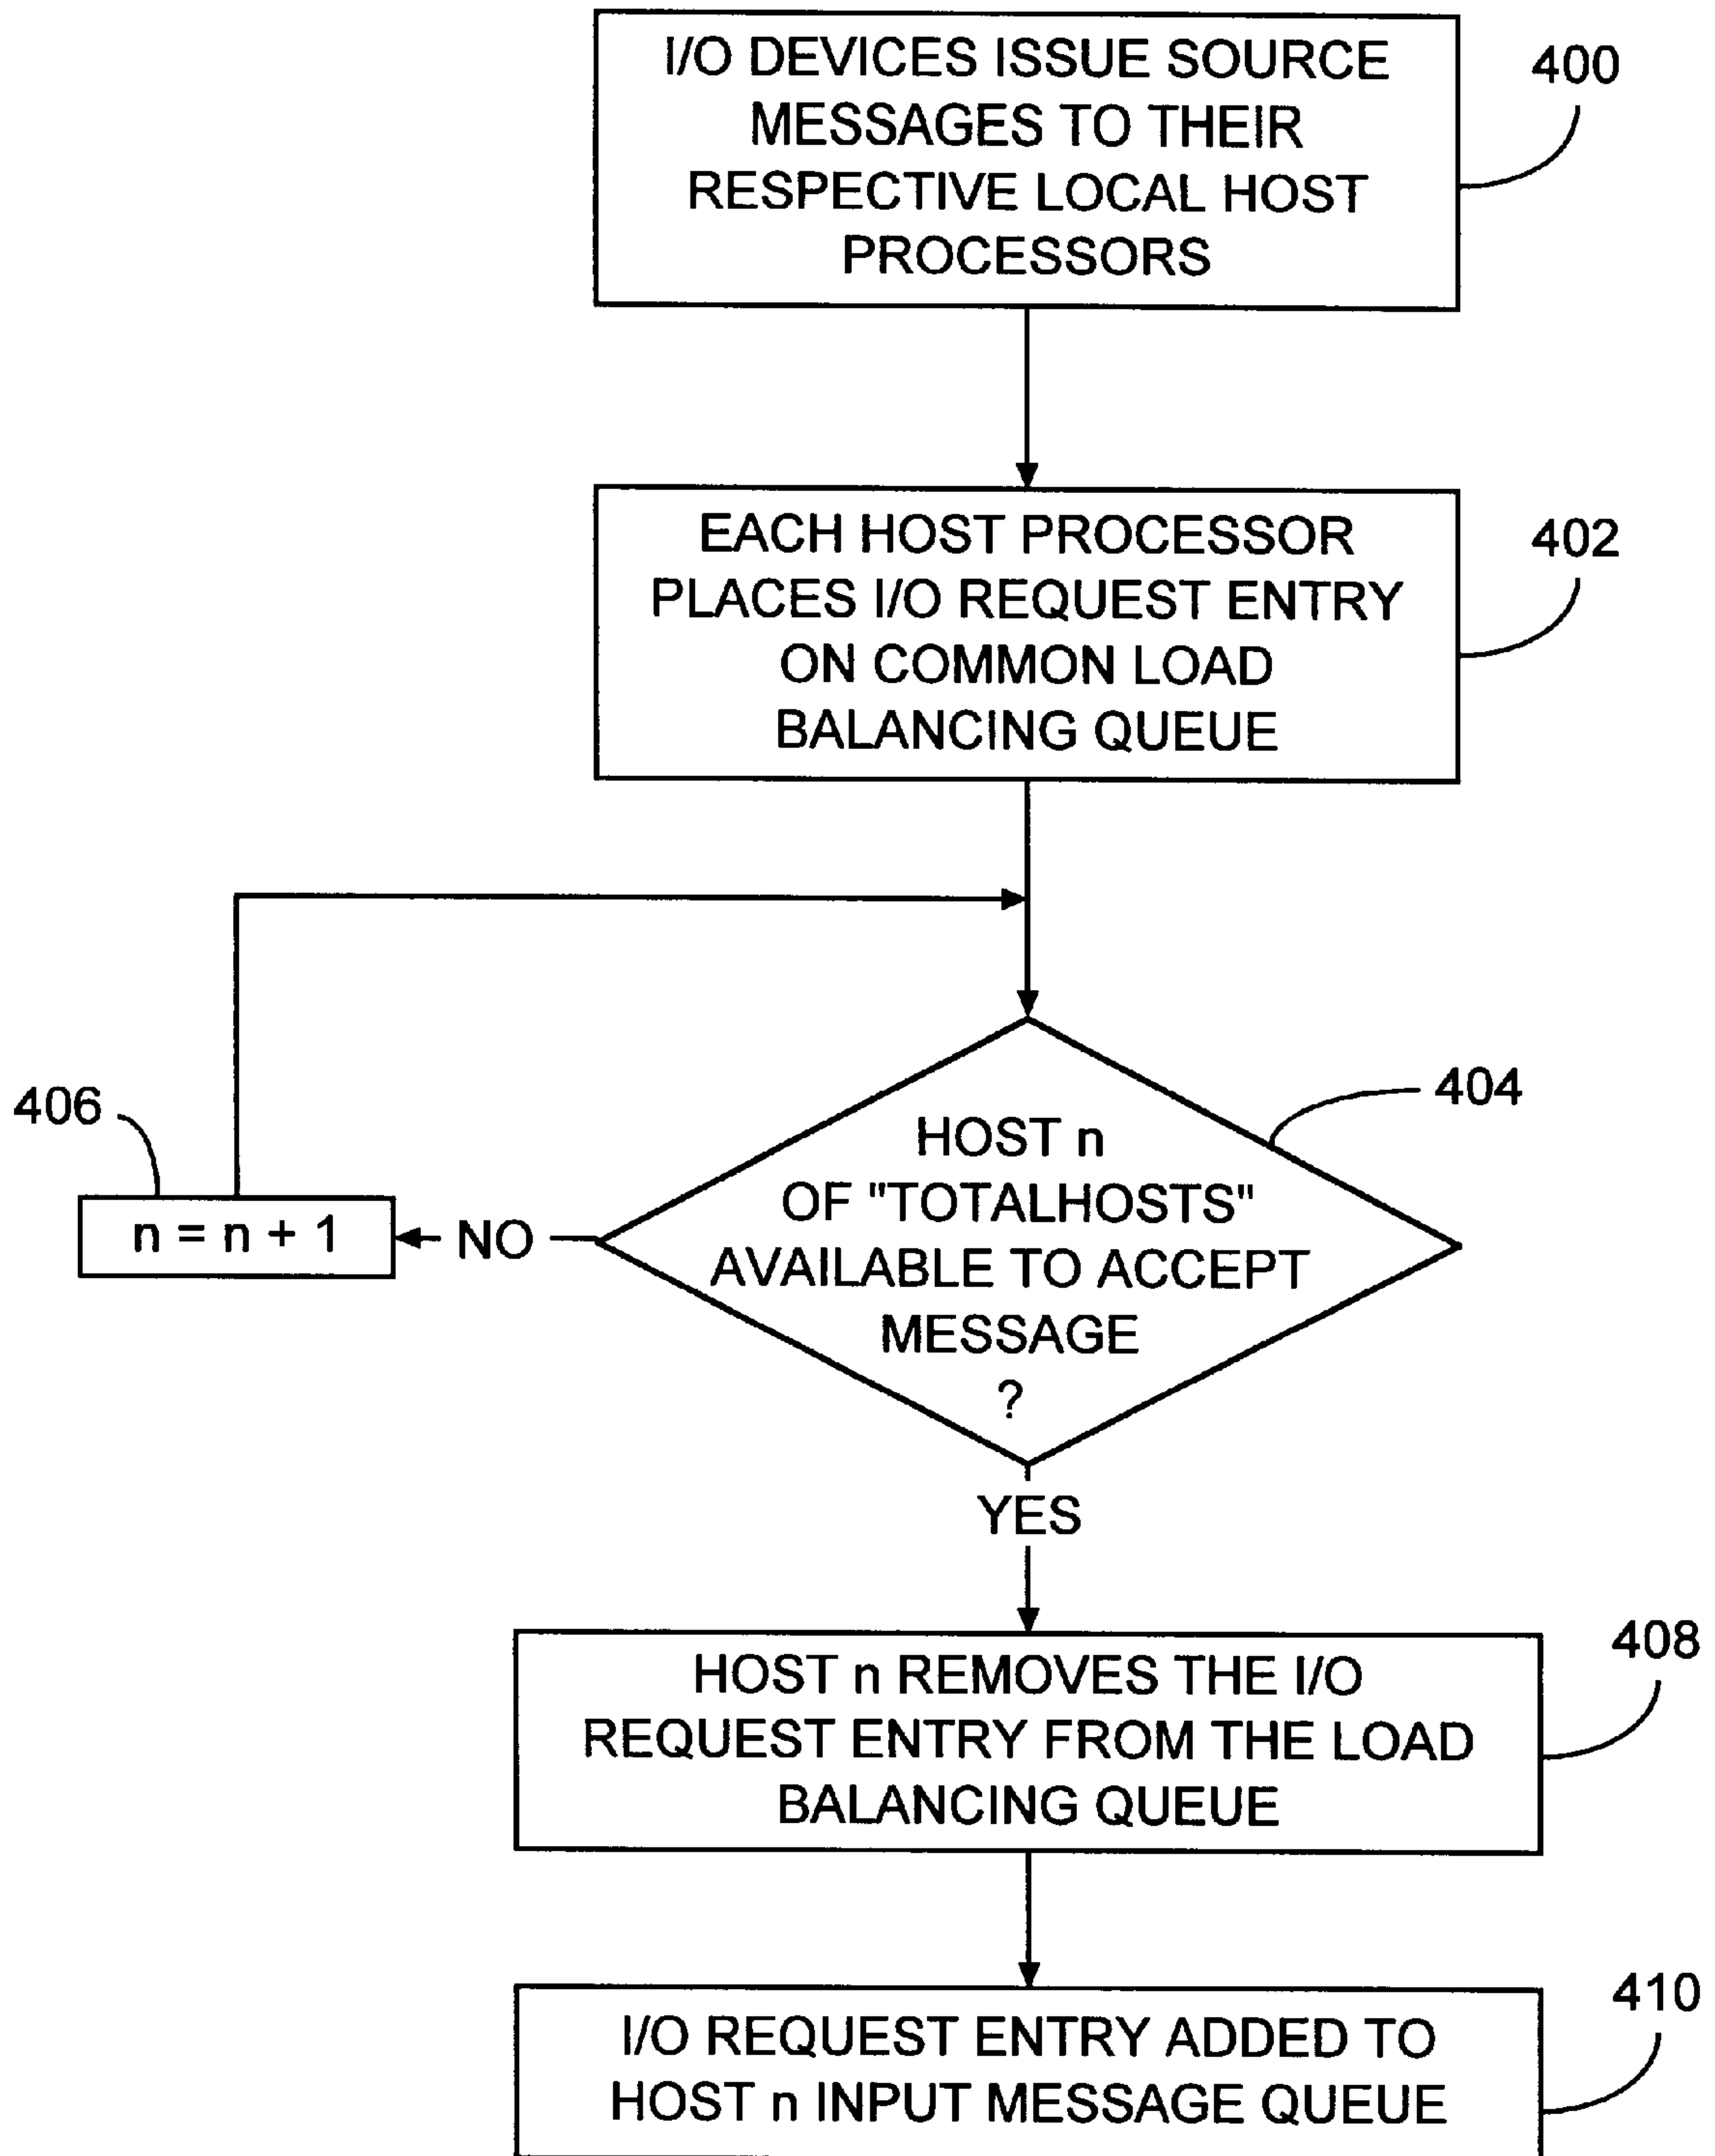 I/O DEVICES ISSUE SOURCE
MESSAGES TO THEIR
RESPECTIVE LOCAL HOST
PROCESSORS
400
EACH HOST PROCESSOR
PLACES I/O REQUEST ENTRY
ON COMMON LOAD
BALANCING QUEUE
402
HOST n
OF "TOTALHOSTS"
AVAILABLE TO ACCEPT
MESSAGE
?
404
NO
406
n = n + 1
YES
HOST n REMOVES THE I/O
REQUEST ENTRY FROM THE LOAD
BALANCING QUEUE
408
I/O REQUEST ENTRY ADDED TO
HOST n INPUT MESSAGE QUEUE
410